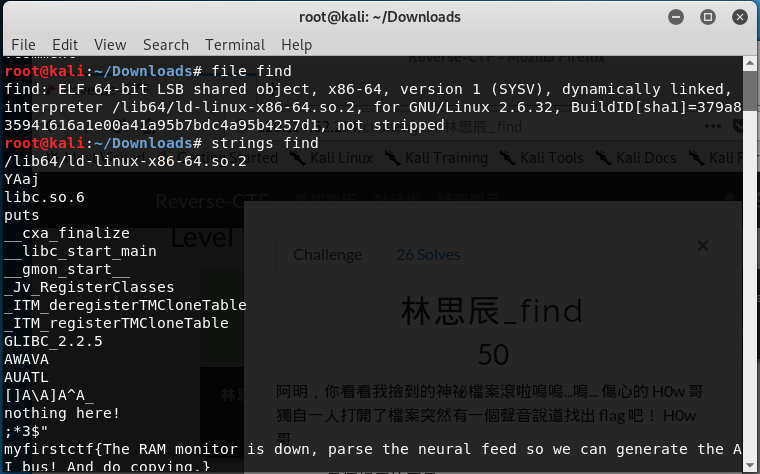 root@kali: ~/Downloads
File Edit View Search Terminal Help
root@kali:~/Downloads# file find
find: ELF 64-bit LSB shared object, x86-64, version 1 (SYSV), dynamically linked,
interpreter /lib64/ld-linux-x86-64.so.2, for GNU/Linux 2.6.32, BuildID[sha1]=379a8
35941616a1e00a41a95b7bdc4a95b4257d1, not stripped
林思辰_find
root@kali:~/Downloads# strings find
Started
Kali Linux
Kali Training
Kali Tools
Kali Docs
/lib64/ld-linux-x86-64.so.2
YAaj
libc.so.6
puts
__cxa_finalize
__libc_start_main
__gmon_start__
_Jv_RegisterClasses
_ITM_deregisterTMCloneTable
_ITM_registerTMCloneTable
GLIBC_2.2.5
AWAVA
AUATL
[]A\A]A^A_
nothing here!
;*3$"
myfirstctf{The RAM monitor is down, parse the neural feed so we can generate the A
I bus! And do copying.}
Reverse-CTF
Level
Challenge
26 Solves
×
林思辰_find
50
阿明，你看看我撿到的神祕檔案滾啦嗚嗚...嗚... 傷心的 H0w 哥
獨自一人打開了檔案突然有一個聲音說道找出 flag 吧！ H0w
哥